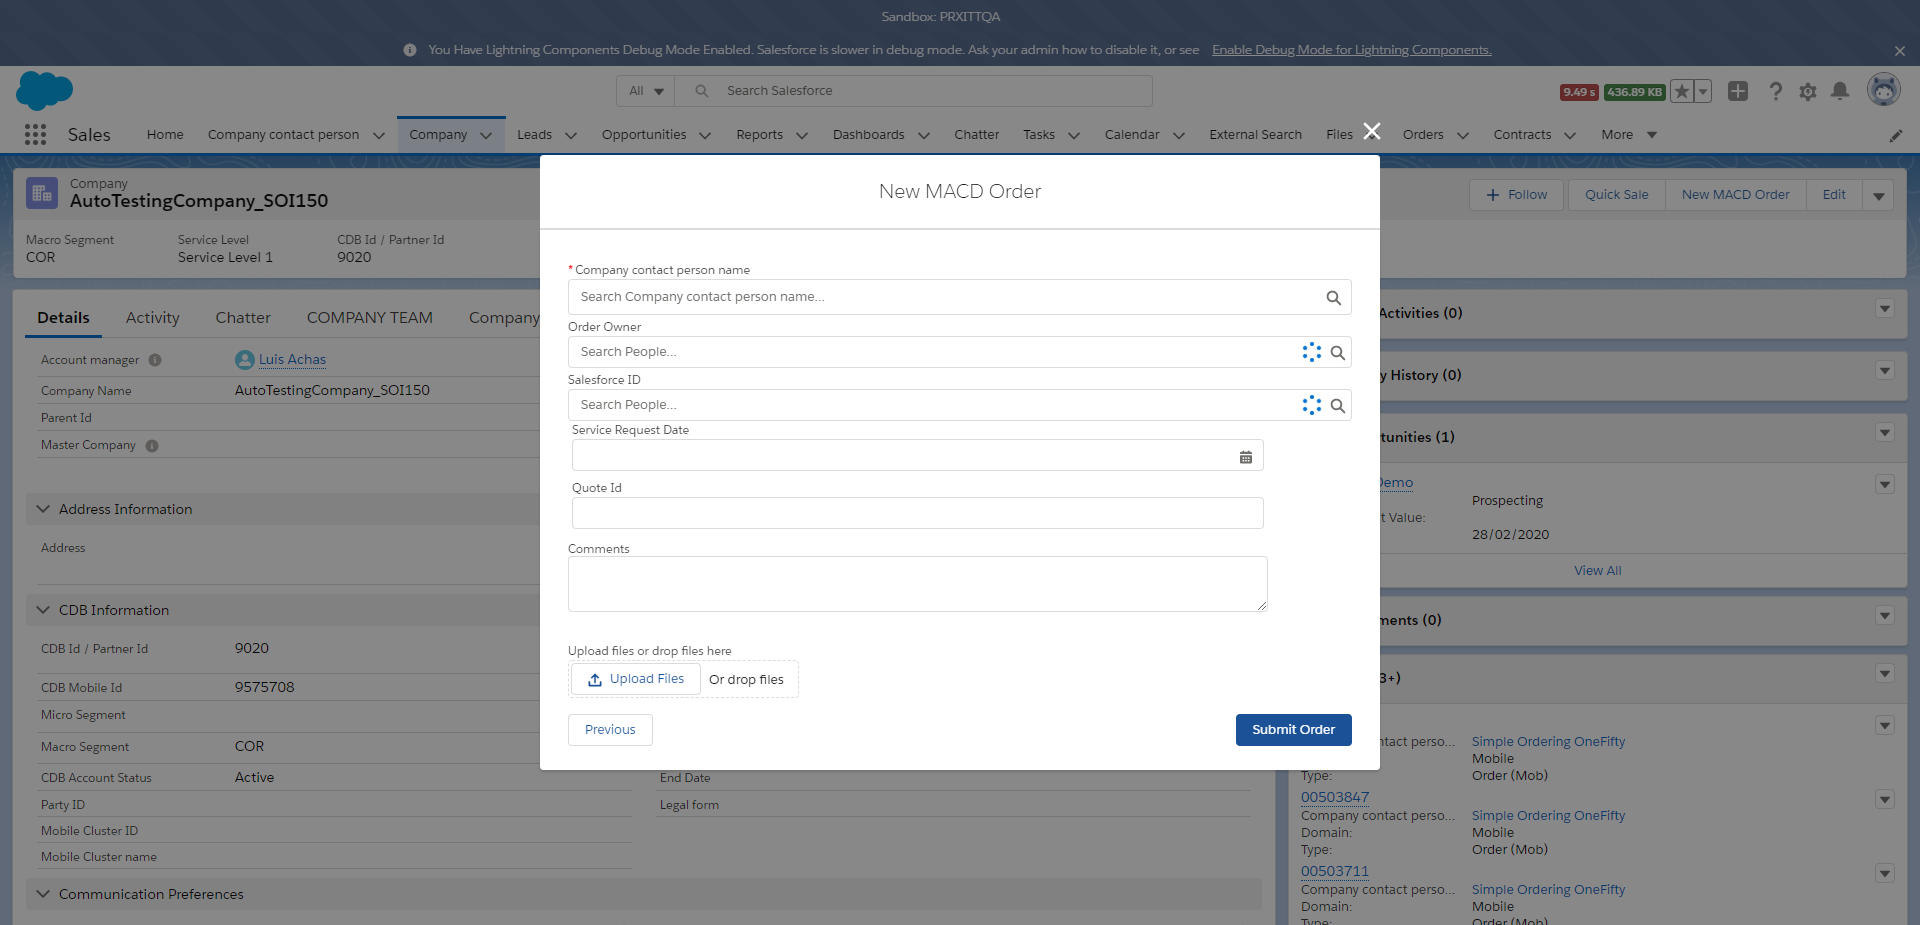 Sandbox: PRXITTQA
You Have Lightning Components Debug Mode Enabled. Salesforce is slower in debug mode. Ask your admin how to disable it, or see Enable Debug Mode for Lightning Components.
All
Search Salesforce
9.49 s 436.89 KB
Sales
Home
Company contact person
Company
Leads
Opportunities
Reports
Dashboards
Chatter
Tasks
Calendar
External Search
Files
Orders
Contracts
More
Company
AutoTestingCompany_SOI150
Follow
Quick Sale
New MACD Order
Edit
Macro Segment
COR
Service Level
Service Level 1
CDB Id / Partner Id
9020
Details
Activity
Chatter
COMPANY TEAM
Company
Account manager
Luis Achas
Company Name
AutoTestingCompany_SOI150
Parent Id
Master Company
Address Information
Address
CDB Information
CDB Id / Partner Id
9020
CDB Mobile Id
9575708
Micro Segment
Macro Segment
COR
CDB Account Status
Active
Party ID
Mobile Cluster ID
Mobile Cluster name
End Date
Legal form
Communication Preferences
New MACD Order
*Company contact person name
Search Company contact person name...
Order Owner
Search People...
Salesforce ID
Search People...
Service Request Date
Quote Id
Comments
Upload files or drop files here
Upload Files
Or drop files
Previous
Submit Order
Activities (0)
y History (0)
tunities (1)
Demo
Prospecting
t Value:
28/02/2020
View All
ments (0)
3+)
ntact perso...
Simple Ordering OneFifty
Mobile
Type:
Order (Mob)
00503847
Company contact perso...
Simple Ordering OneFifty
Domain:
Mobile
Type:
Order (Mob)
00503711
Company contact perso...
Simple Ordering OneFifty
Domain:
Mobile
Type:
Order (Mob)